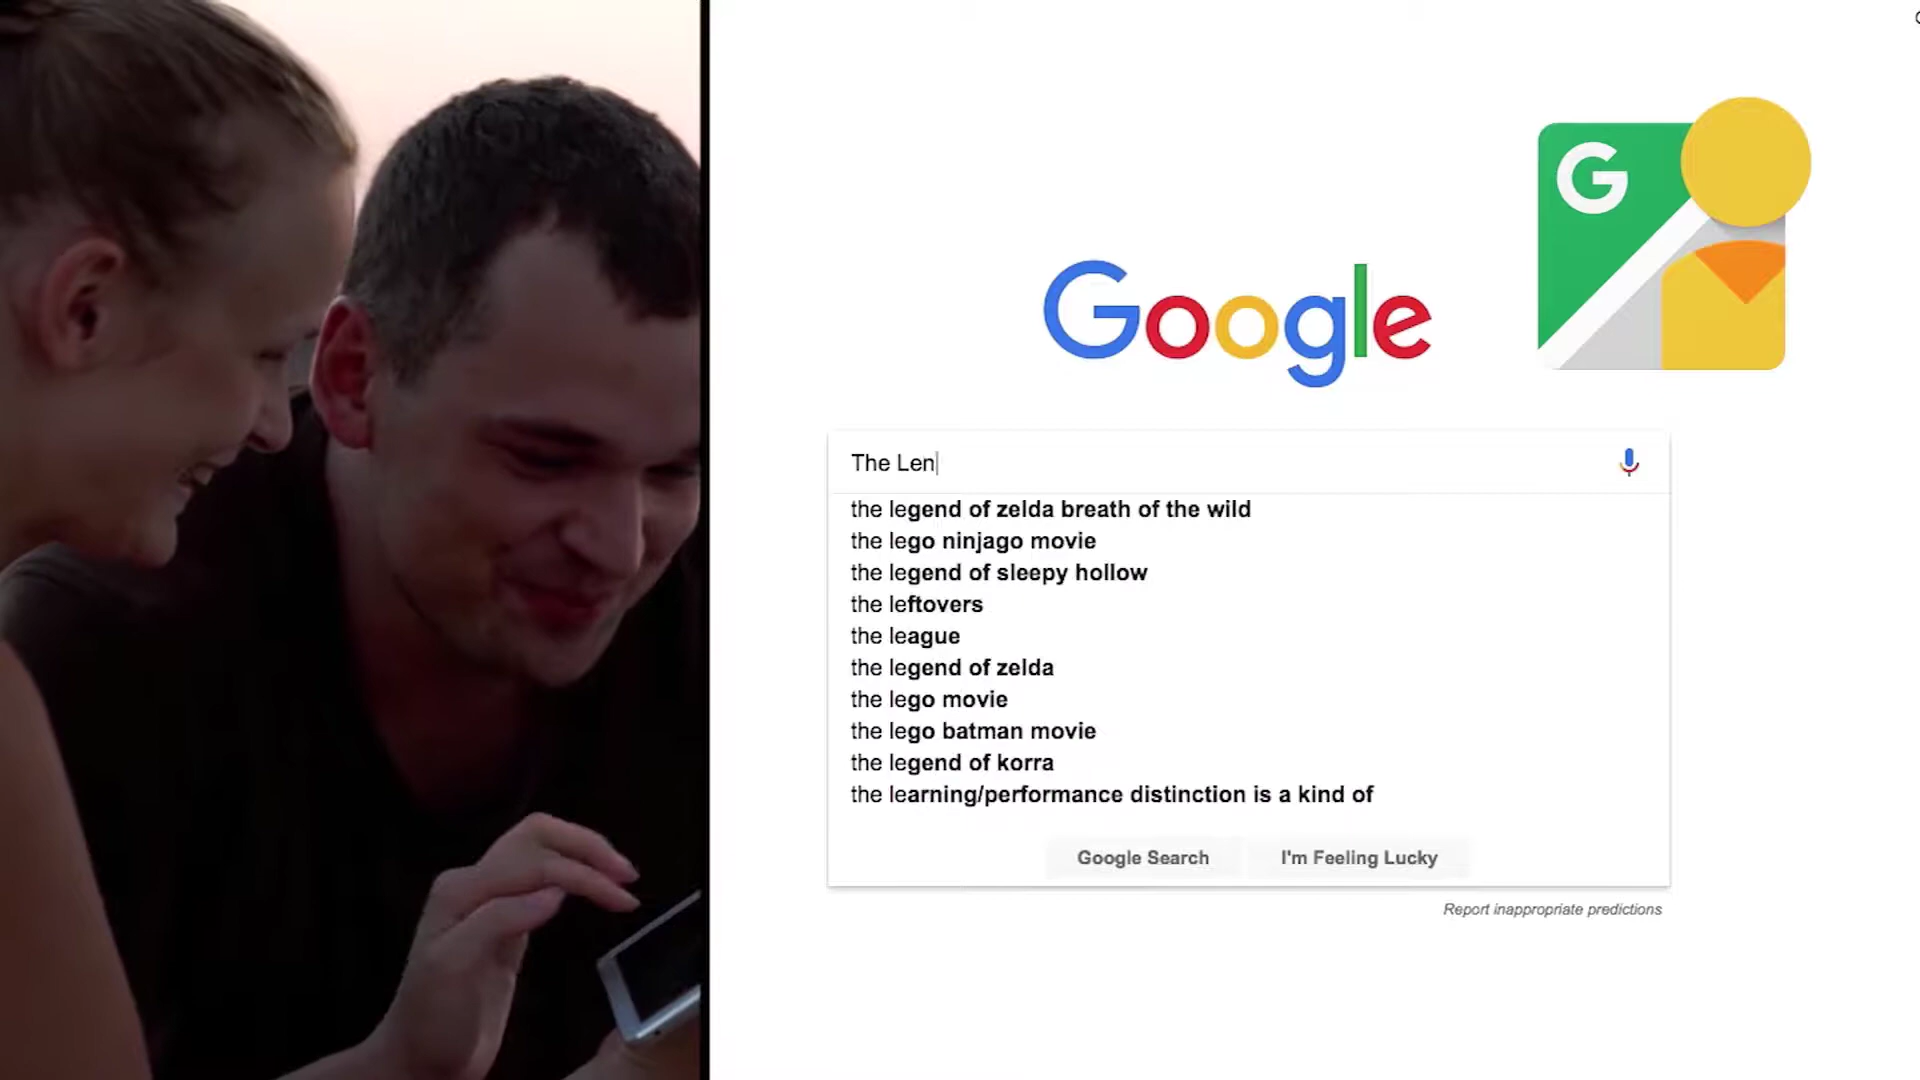 G
Google
The Len
the legend of zelda breath of the wild
the lego ninjago movie
the legend of sleepy hollow
the leftovers
the league
the legend of zelda
the lego movie
the lego batman movie
the legend of korra
the learning/performance distinction is a kind of
Google Search I'm Feeling Lucky
Report inappropriate predictions